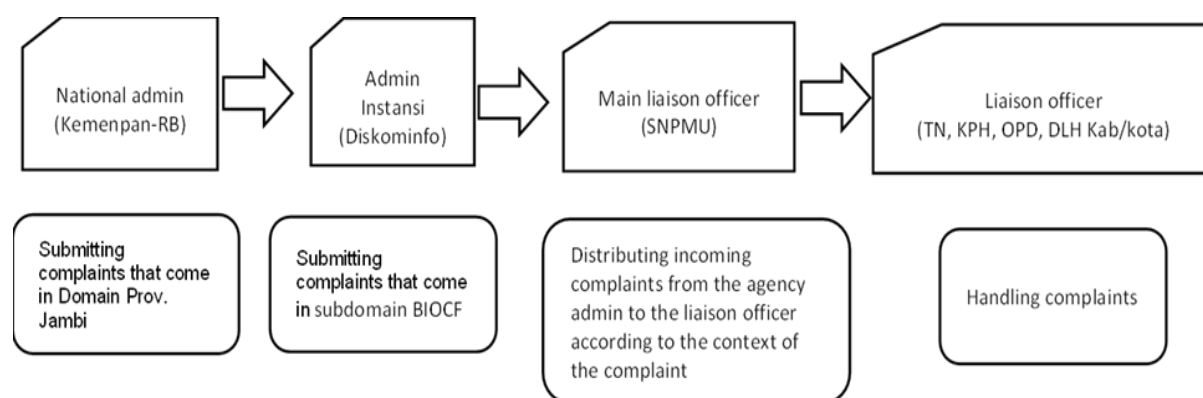 National admin
(Kemenpan-RB)
Admin
Instansi
(Diskominfo)
Main liaison officer
(SNPMU)
Liaison officer
(TN, KPH, OPD, DLH Kab/kota)
Submitting
complaints that come
in Domain Prov.
Jambi
Submitting
complaints that come
in subdomain BIOCF
Distributing incoming
complaints from the agency
admin to the liaison officer
according to the context of
the complaint
Handling complaints